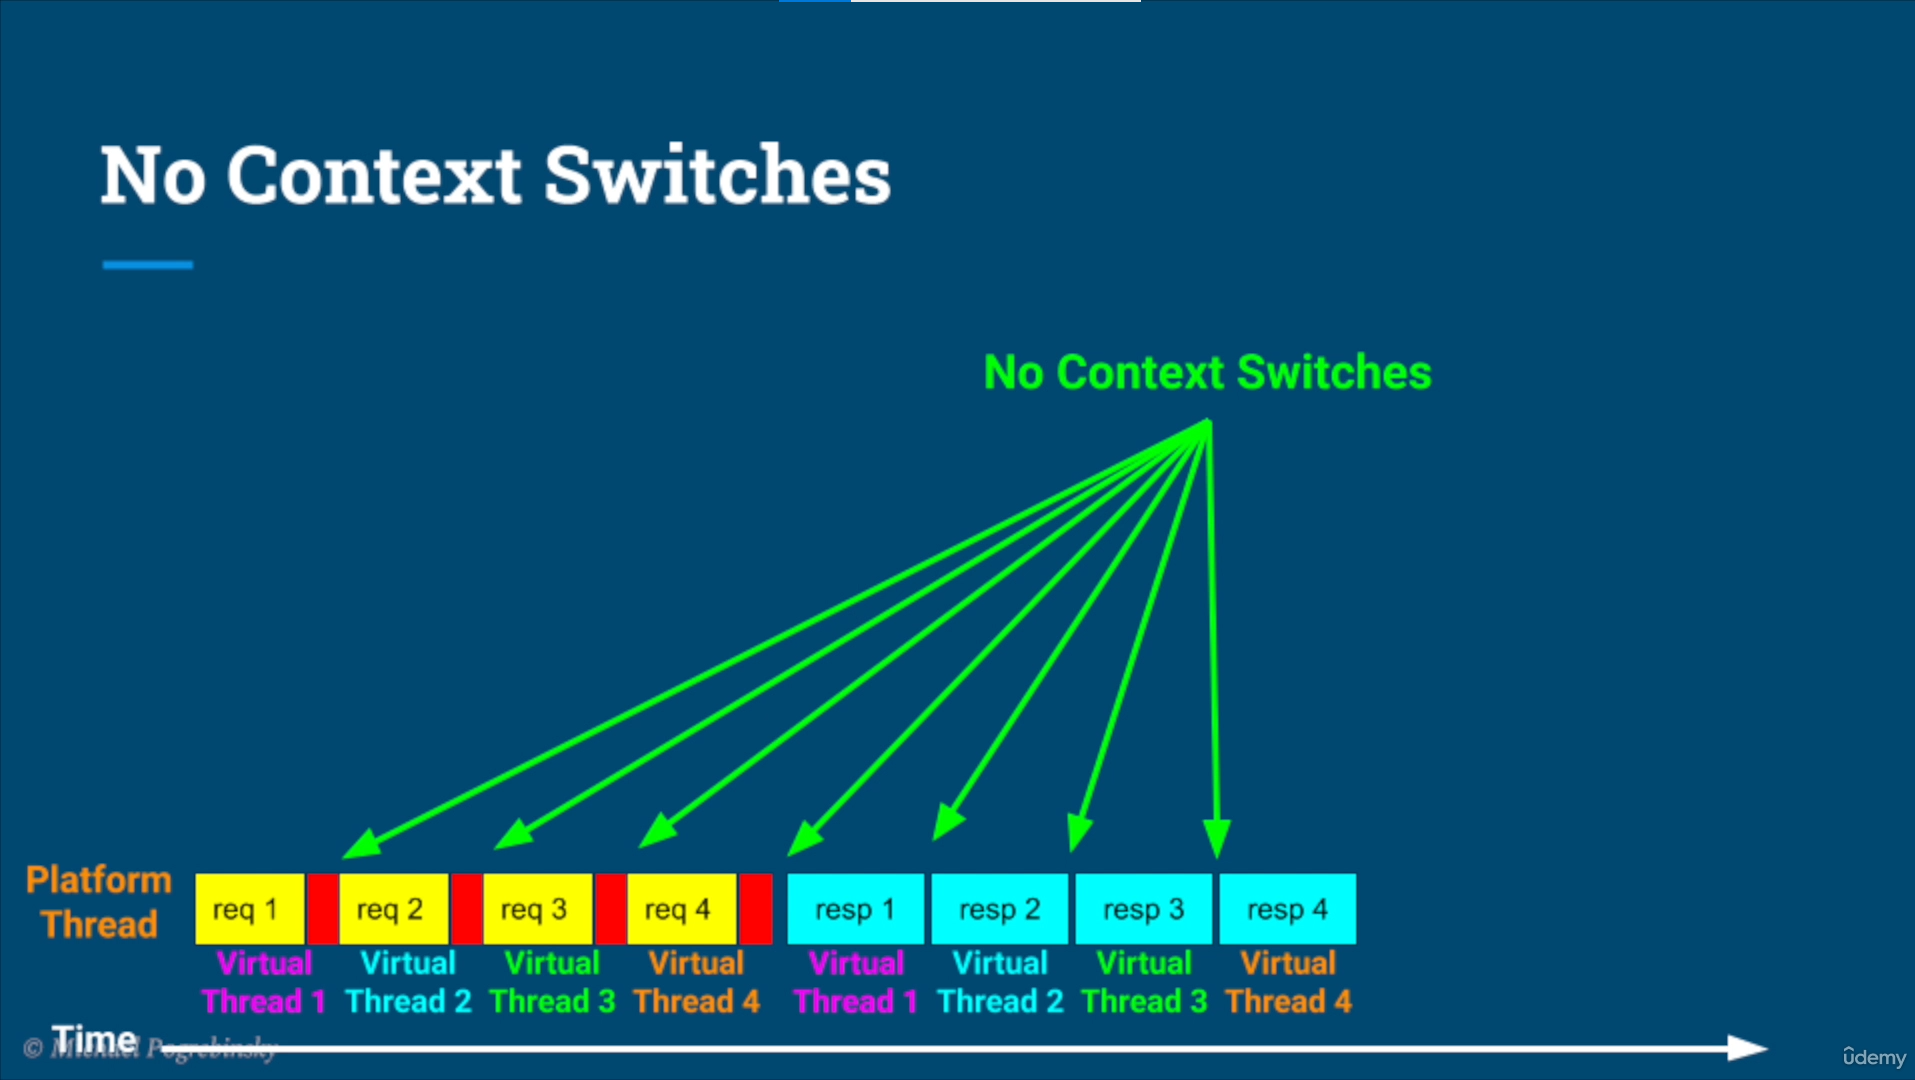 No Context Switches
No Context Switches
Platform
Thread
req 1
req 2
req 3
req 4
resp 1
resp 2
resp 3
resp 4
Virtual
Thread 1
Virtual
Thread 2
Virtual
Thread 3
Virtual
Thread 4
Virtual
Thread 1
Virtual
Thread 2
Virtual
Thread 3
Virtual
Thread 4
Time
© Michael Pogrebinsky
ûdemy